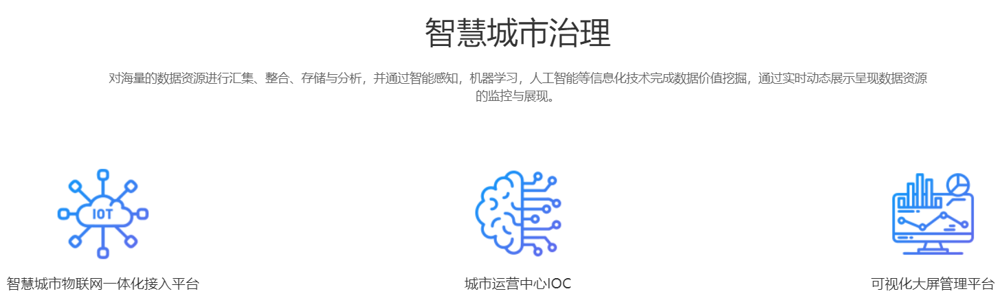 智慧城市治理
对海量的数据资源进行汇集、整合、存储与分析，并通过智能感知，机器学习，人工智能等信息化技术完成数据价值挖掘，通过实时动态展示呈现数据资源
的监控与展现。
IOT
智慧城市物联网一体化接入平台
城市运营中心IOC
可视化大屏管理平台